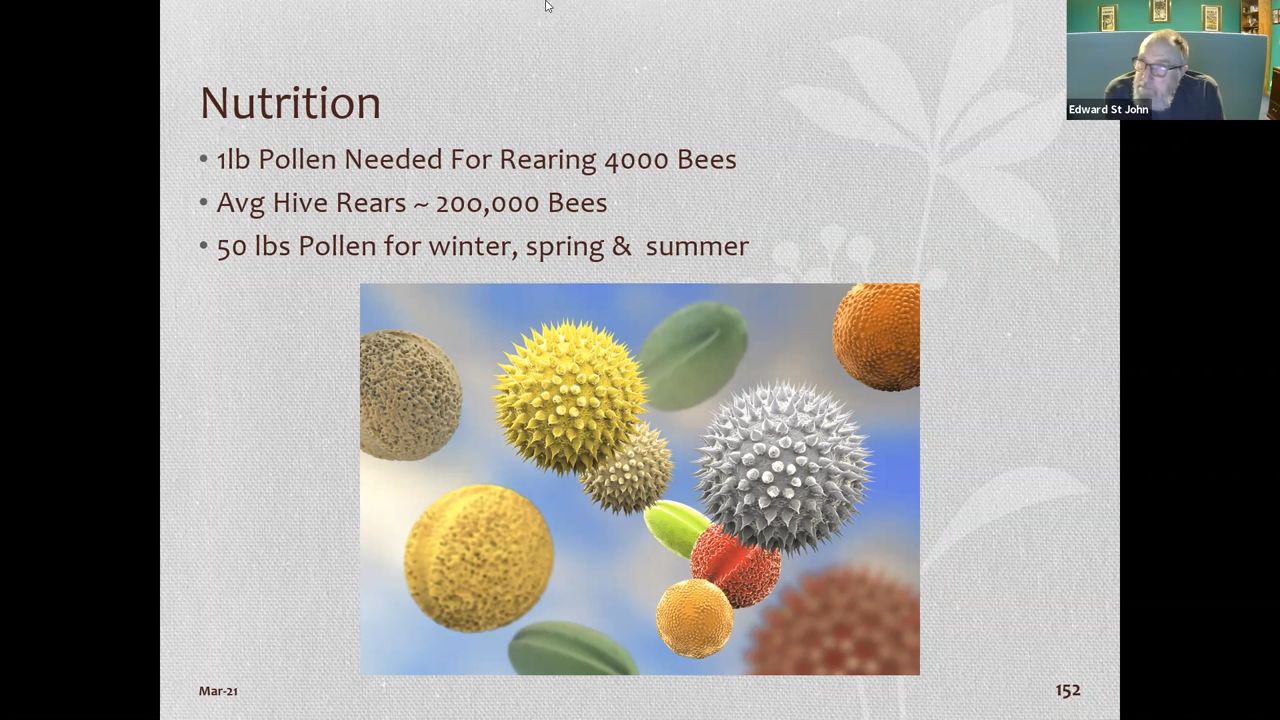 Nutrition
• 1lb Pollen Needed For Rearing 4000 Bees
• Avg Hive Rears ~ 200,000 Bees
• 50 lbs Pollen for winter, spring &  summer
Mar-21
152
Edward St John